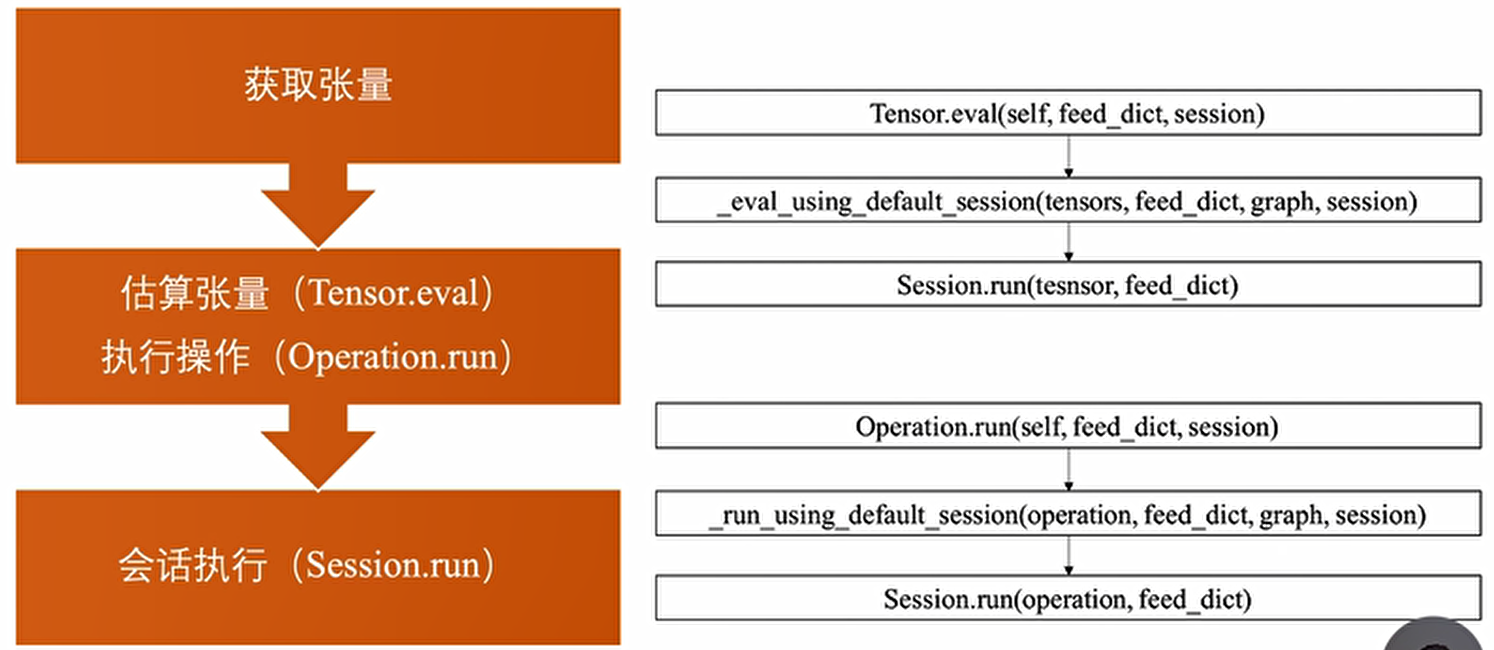 获取张量
估算张量（Tensor.eval）
执行操作（Operation.run）
会话执行（Session.run）
Tensor.eval(self, feed_dict, session)
_eval_using_default_session(tensors, feed_dict, graph, session)
Session.run(tesnsor, feed_dict)
Operation.run(self, feed_dict, session)
_run_using_default_session(operation, feed_dict, graph, session)
Session.run(operation, feed_dict)